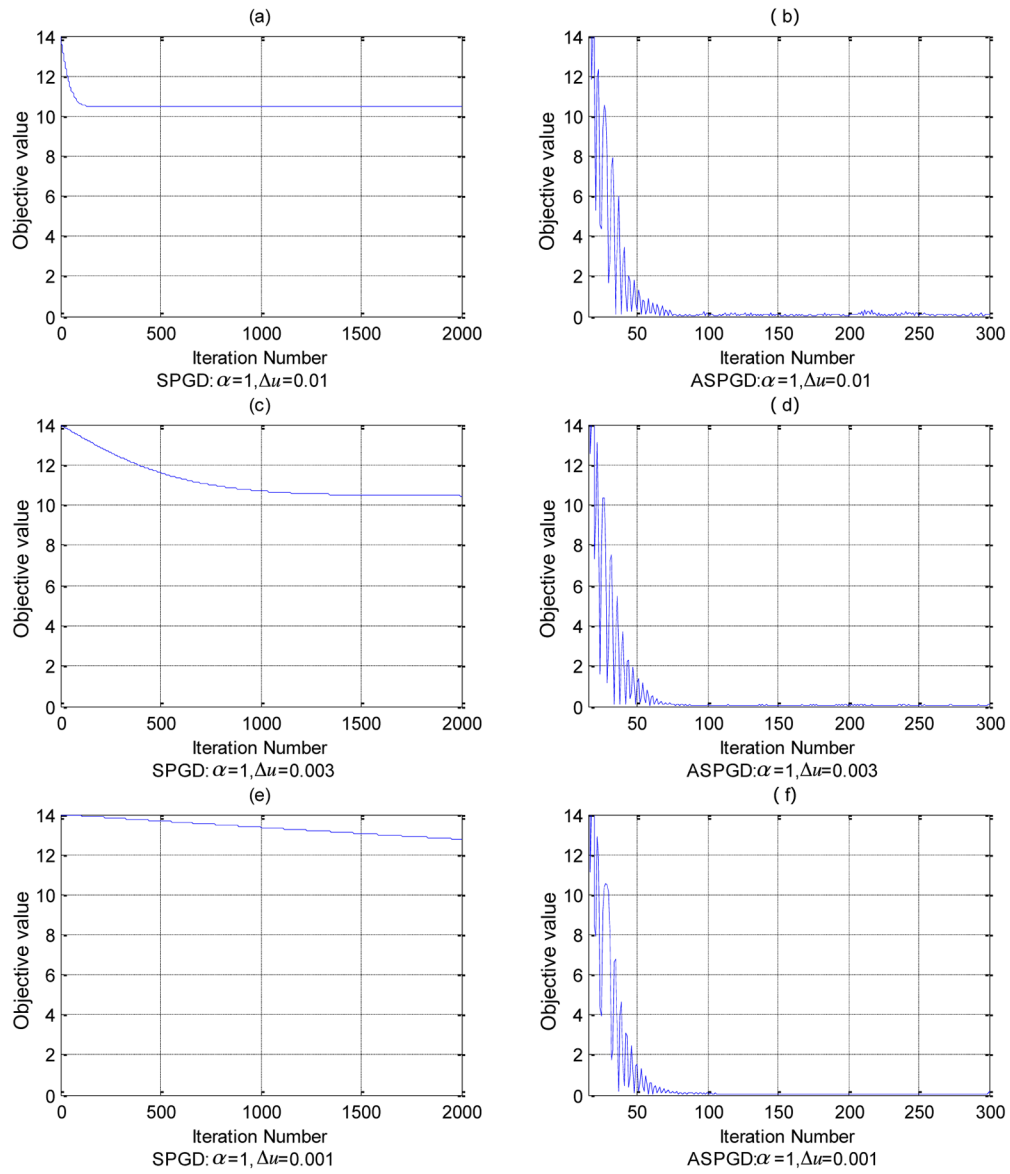 (a)
Objective value
14
12
10
8
6
4
2
0
0 500 1000 1500 2000
Iteration Number
SPGD: α=1,Δu=0.01
( b)
Objective value
14
12
10
8
6
4
2
0
50 100 150 200 250 300
Iteration Number
ASPGD:α=1,Δu=0.01
(c)
Objective value
14
12
10
8
6
4
2
0
0 500 1000 1500 2000
Iteration Number
SPGD: α=1,Δu=0.003
( d)
Objective value
14
12
10
8
6
4
2
0
50 100 150 200 250 300
Iteration Number
ASPGD:α=1,Δu=0.003
(e)
Objective value
14
12
10
8
6
4
2
0
0 500 1000 1500 2000
Iteration Number
SPGD: α=1,Δu=0.001
( f)
Objective value
14
12
10
8
6
4
2
0
50 100 150 200 250 300
Iteration Number
ASPGD:α=1,Δu=0.001